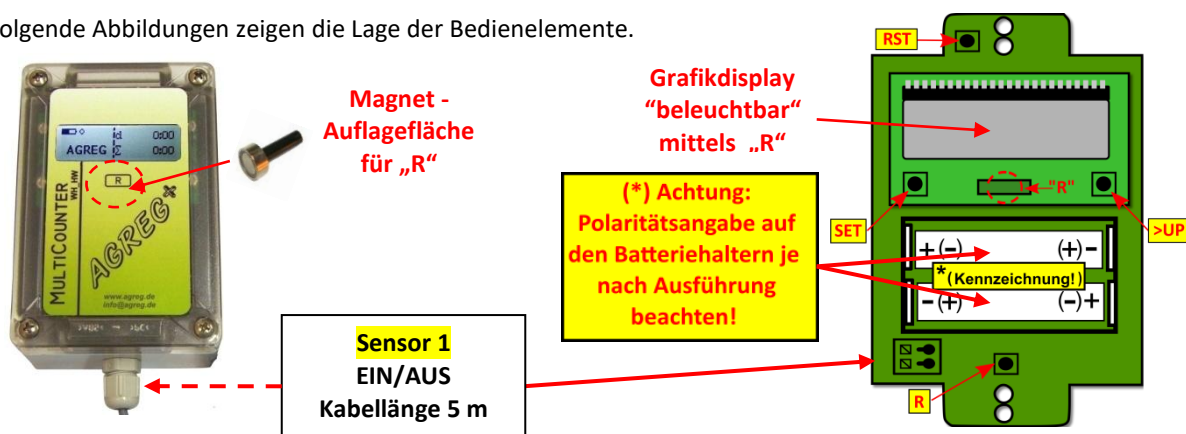 olgende Abbildungen zeigen die Lage der Bedienelemente.
RST
Magnet -
Auflagefläche
für „R“
Grafikdisplay
“beleuchtbar“
mittels „R“
d 0:00
AGREG Σ 0:00
R
MULTICOUNTER
WH_HW
AGREG
www.agreg.de
info@agreg.de
(*) Achtung:
Polaritätsangabe auf
den Batteriehaltern je
nach Ausführung
beachten!
"R"
SET
>UP
+(-) (+)-
*(Kennzeichnung!)
-(+) (-)+
Sensor 1
EIN/AUS
Kabellänge 5 m
R